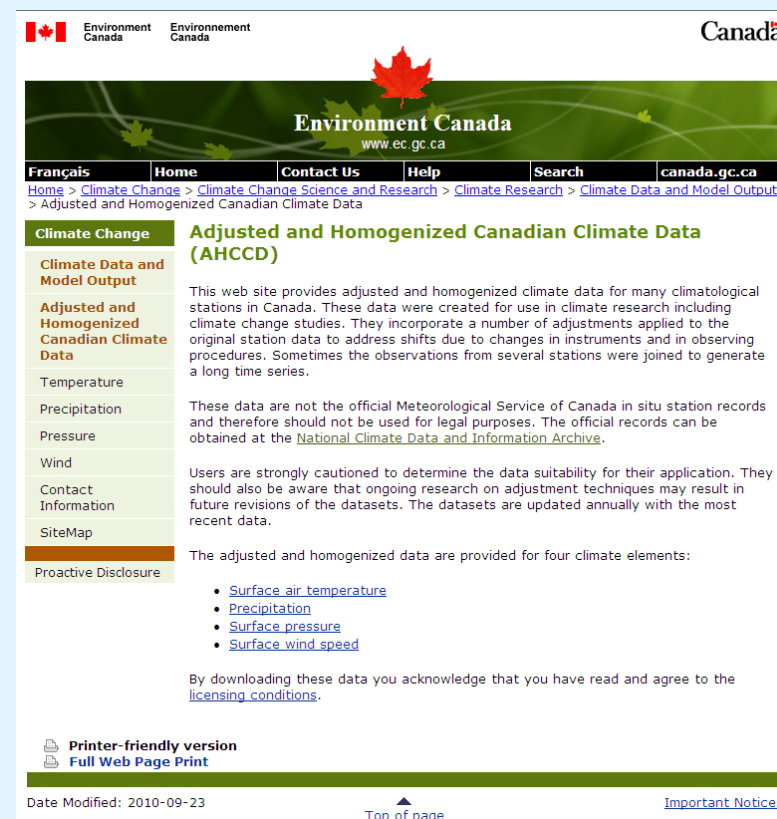 Environment Environnement
Canada Canada
Canada
Environment Canada
www.ec.gc.ca
Français Home Contact Us Help Search canada.gc.ca
Home > Climate Change > Climate Change Science and Research > Climate Research > Climate Data and Model Output
> Adjusted and Homogenized Canadian Climate Data
Climate Change
Climate Data and
Model Output
Adjusted and
Homogenized
Canadian Climate
Data
Temperature
Precipitation
Pressure
Wind
Contact
Information
SiteMap
Proactive Disclosure
Adjusted and Homogenized Canadian Climate Data
(AHCCD)
This web site provides adjusted and homogenized climate data for many climatological
stations in Canada. These data were created for use in climate research including
climate change studies. They incorporate a number of adjustments applied to the
original station data to address shifts due to changes in instruments and in observing
procedures. Sometimes the observations from several stations were joined to generate
a long time series.
These data are not the official Meteorological Service of Canada in situ station records
and therefore should not be used for legal purposes. The official records can be
obtained at the National Climate Data and Information Archive.
Users are strongly cautioned to determine the data suitability for their application. They
should also be aware that ongoing research on adjustment techniques may result in
future revisions of the datasets. The datasets are updated annually with the most
recent data.
The adjusted and homogenized data are provided for four climate elements:
• Surface air temperature
• Precipitation
• Surface pressure
• Surface wind speed
By downloading these data you acknowledge that you have read and agree to the
licensing conditions.
Printer-friendly version
Full Web Page Print
Date Modified: 2010-09-23
Top of page
Important Notices